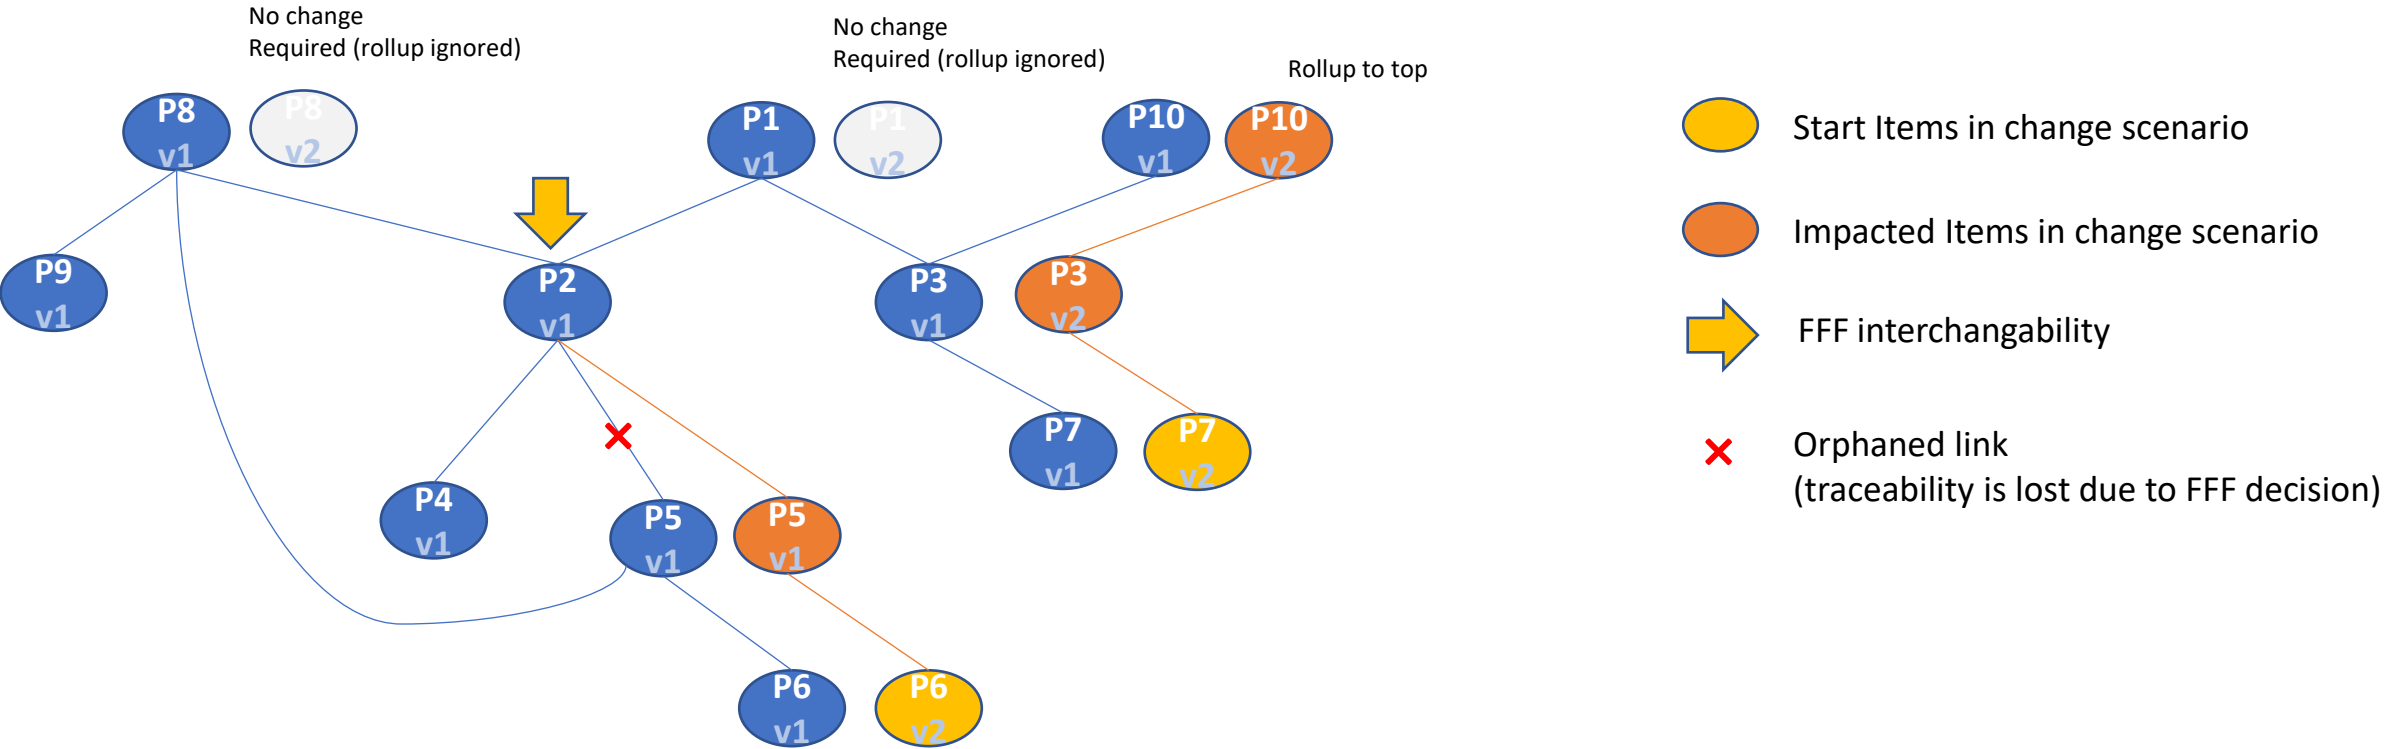 No change
Required (rollup ignored)
No change
Required (rollup ignored)
Rollup to top
P8
v1
P8
v2
P1
v1
P1
v2
P10
v1
P10
v2
Start Items in change scenario
Impacted Items in change scenario
P9
v1
P2
v1
P3
v1
P3
v2
FFF interchangability
P7
v1
P7
v2
Orphaned link
(traceability is lost due to FFF decision)
P4
v1
P5
v1
P5
v1
P6
v1
P6
v2